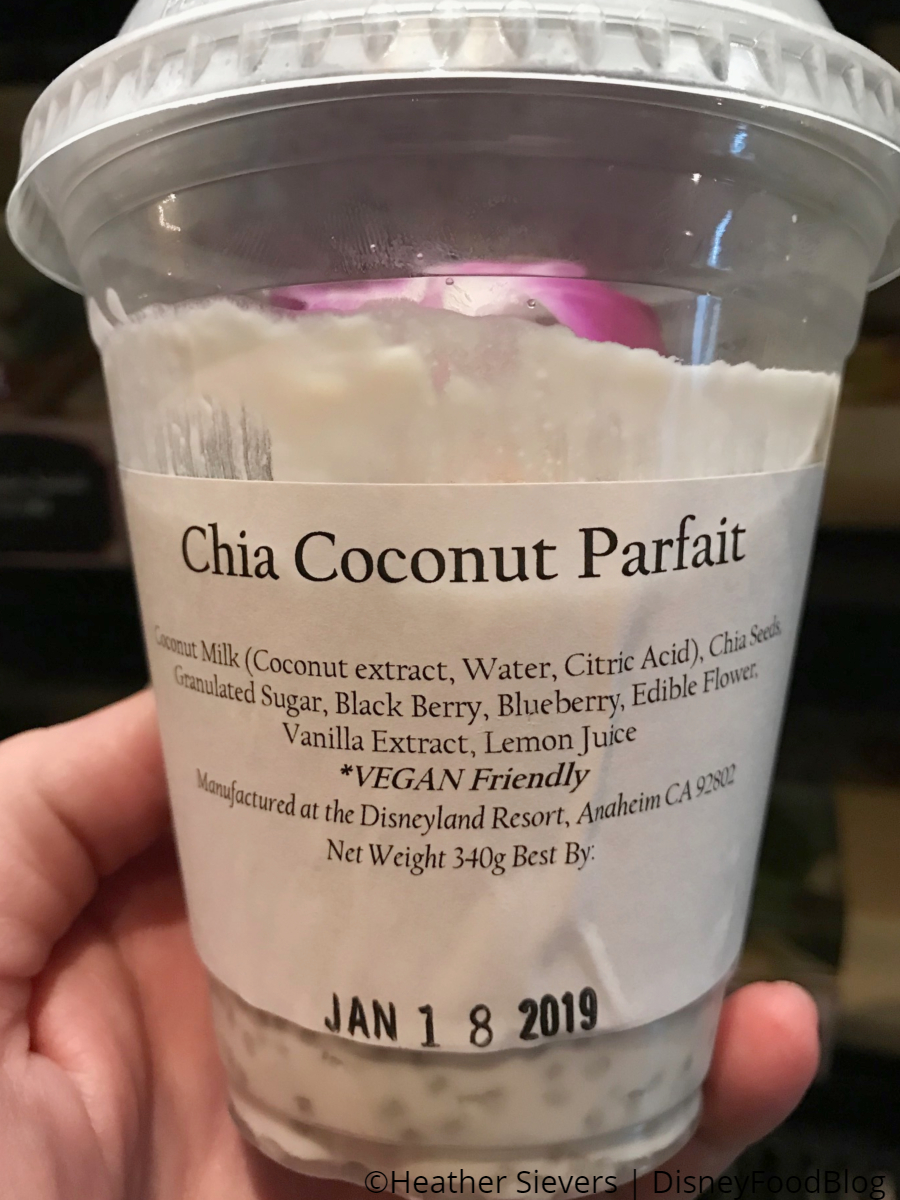 Chia Coconut Parfait
Coconut Milk (Coconut extract, Water, Citric Acid), Chia Seeds,
Granulated Sugar, Black Berry, Blueberry, Edible Flower,
Vanilla Extract, Lemon Juice
*VEGAN Friendly
Manufactured at the Disneyland Resort, Anaheim CA 92802
Net Weight 340g Best By:
JAN 18 2019
©Heather Sievers | DisneyFoodBlog